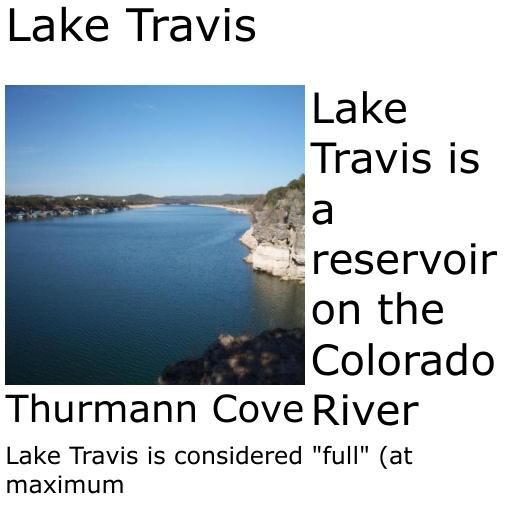 Lake Travis
Lake
Travis is
a
reservoir
on the
Colorado
River
Thurmann Cove
Lake Travis is considered "full" (at
maximum